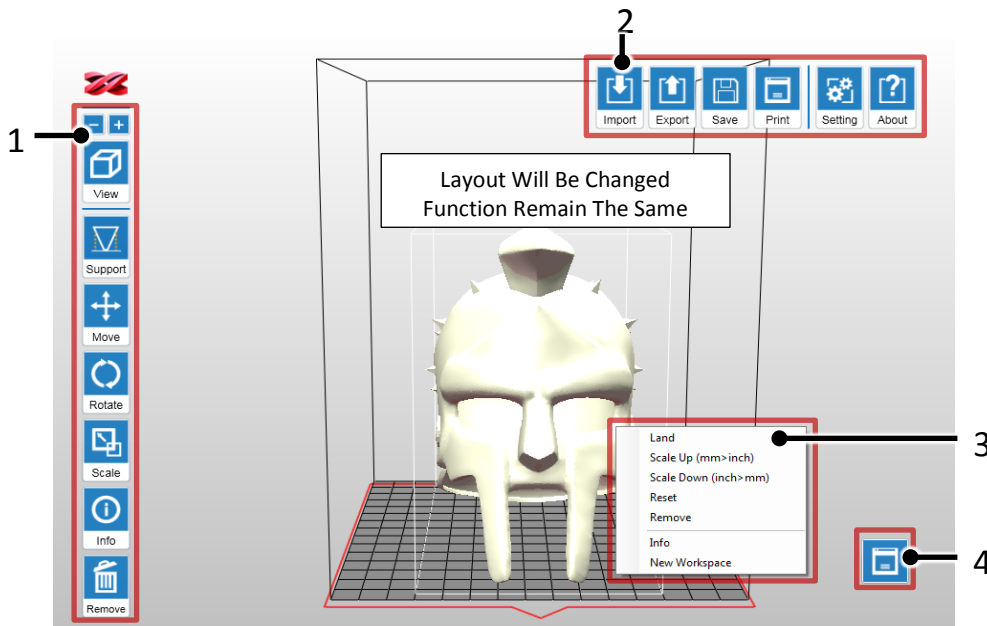 2
1
- +
View
Support
Move
Rotate
Scale
Info
Remove
Import Export Save Print Setting About
Layout Will Be Changed
Function Remain The Same
Land
Scale Up (mm>inch)
Scale Down (inch>mm)
Reset
Remove
Info
New Workspace
3
4